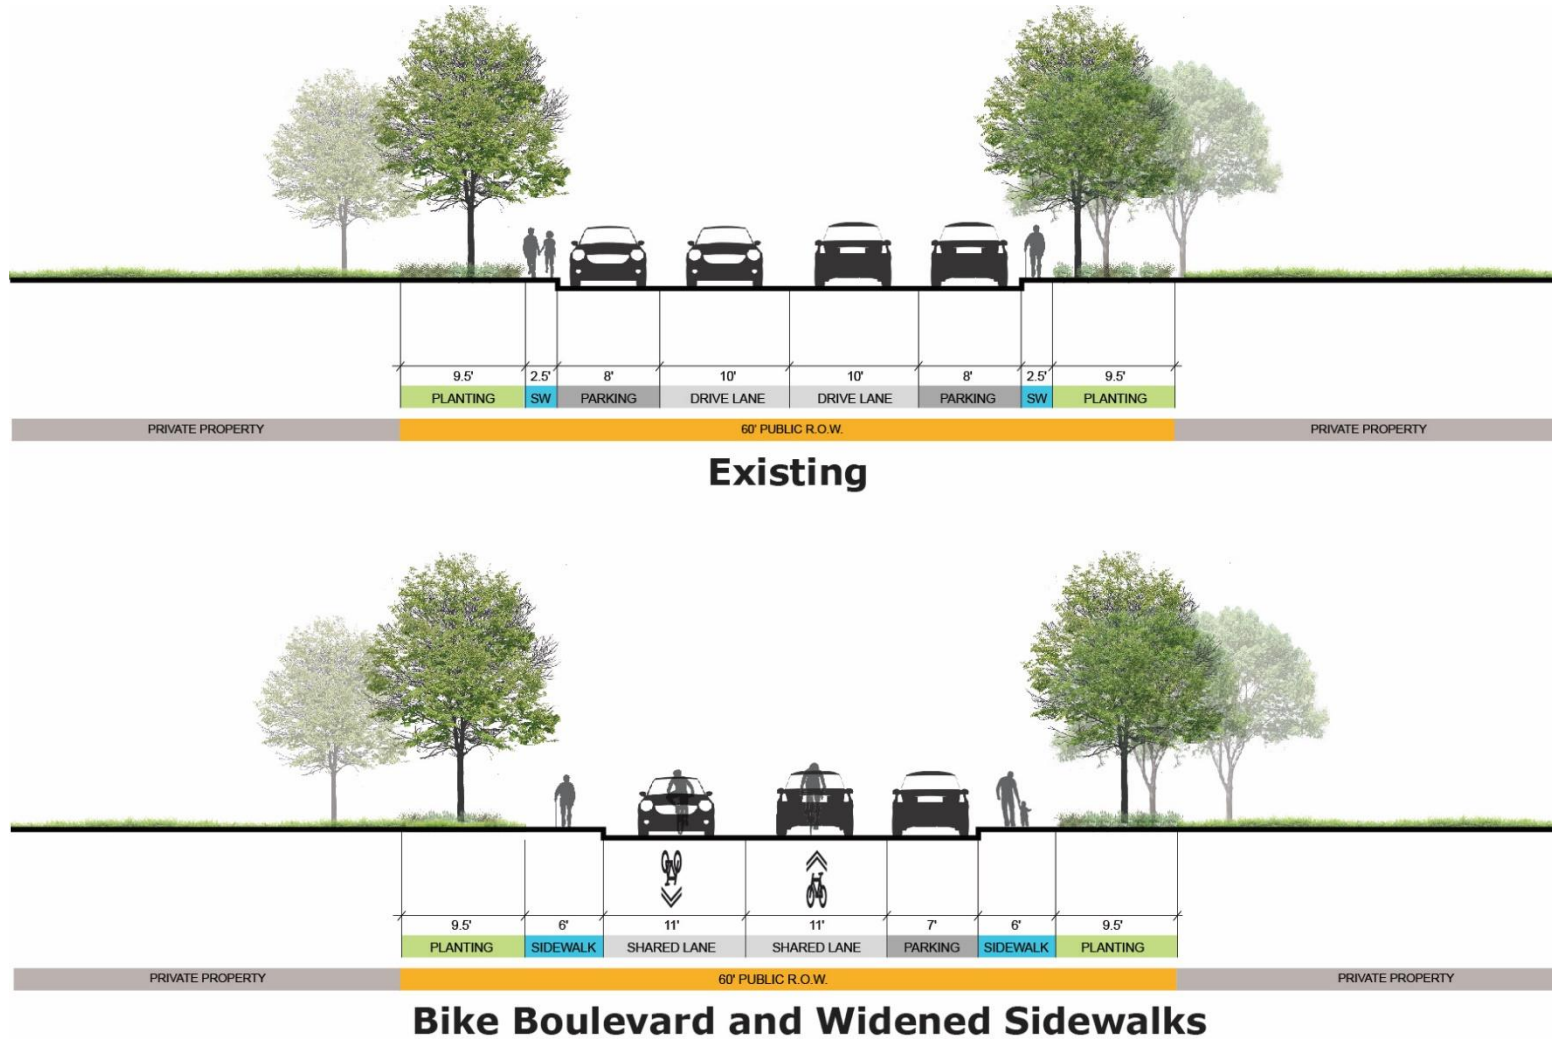 9.5' 2.5' 8' 10' 10' 8' 2.5' 9.5'
PLANTING SW PARKING DRIVE LANE DRIVE LANE PARKING SW PLANTING
PRIVATE PROPERTY 60' PUBLIC R.O.W. PRIVATE PROPERTY
Existing
9.5' 6' 11' 11' 7' 6' 9.5'
PLANTING SIDEWALK SHARED LANE SHARED LANE PARKING SIDEWALK PLANTING
PRIVATE PROPERTY 60' PUBLIC R.O.W. PRIVATE PROPERTY
Bike Boulevard and Widened Sidewalks